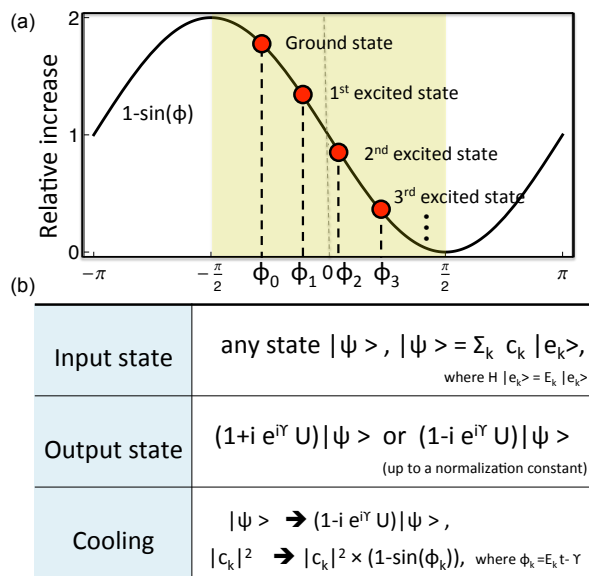 (a)
Relative increase
2
1
0
1-sin(ϕ)
Ground state
1st excited state
2nd excited state
3rd excited state
-π
-π/2
ϕ0
ϕ1
0
ϕ2
ϕ3
π/2
π
(b)
Input state
any state |ψ > , |ψ > = Σk ck |ek>,
where H |ek> = Ek |ek>
Output state
(1+i e^iϒ U)|ψ > or (1-i e^iϒ U)|ψ >
(up to a normalization constant)
Cooling
|ψ > ➔ (1-i e^iϒ U)|ψ > ,
|ck|² ➔ |ck|² × (1-sin(ϕk)), where ϕk=Ek t- ϒ